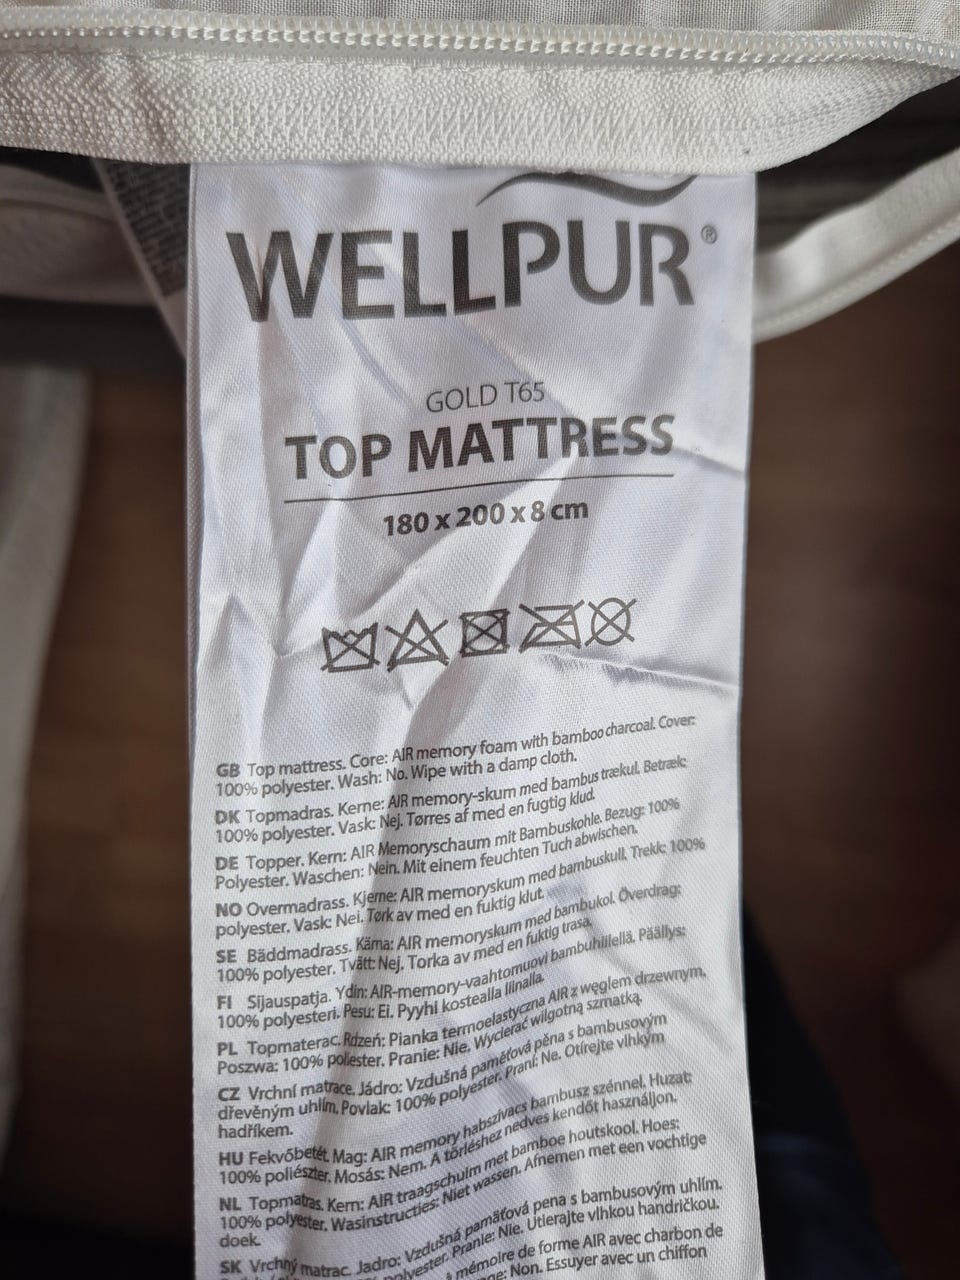 WELLPUR®
GOLD T65
TOP MATTRESS
180 x 200 x 8 cm
GB Top mattress. Core: AIR memory foam with bamboo charcoal. Cover:
100% polyester. Wash: No. Wipe with a damp cloth.
DK Topmadras. Kerne: AIR memory-skum med bambus trækul. Betræk:
100% polyester. Vask: Nej. Tørres af med en fugtig klud.
DE Topper. Kern: AIR Memoryschaum mit Bambuskohle. Bezug: 100%
Polyester. Waschen: Nein. Mit einem feuchten Tuch abwischen.
NO Overmadrass. Kjerne: AIR memoryskum med bambuskull. Trekk: 100%
polyester. Vask: Nei. Tørk av med en fuktig klut.
SE Bäddmadrass. Kärna: AIR memoryskum med bambukol. Överdrag:
100% polyester. Tvätt: Nej. Torka av med en fuktig trasa.
FI Sijauspatja. Ydin: AIR-memory-vaahtomuovi bambuhiilellä. Päällys:
100% polyesteri. Pesu: Ei. Pyyhi kostealla liinalla.
PL Topmaterac. Rdzeń: Pianka termoelastyczna AIR z węglem drzewnym.
Poszwa: 100% poliester. Pranie: Nie. Wycierać wilgotną szmatką.
CZ Vrchní matrace. Jádro: Vzdušná paměťová pěna s bambusovým
dřevěným uhlím. Povlak: 100% polyester. Praní: Ne. Otírejte vlhkým
hadříkem.
HU Fekvőbetét. Mag: AIR memory habszivacs bambusz szénnel. Huzat:
100% poliészter. Mosás: Nem. A törléshez nedves kendőt használjon.
NL Topmatras. Kern: AIR traagschuim met bamboe houtskool. Hoes:
100% polyester. Wasinstructies: Niet wassen. Afnemen met een vochtige
doek.
SK Vrchný matrac. Jadro: Vzdušná pamäťová pena s bambusovým uhlím.
polyester. Pranie: Nie. Utierajte vlhkou handričkou.
mémoire de forme AIR avec charbon de
Non. Essuyer avec un chiffon